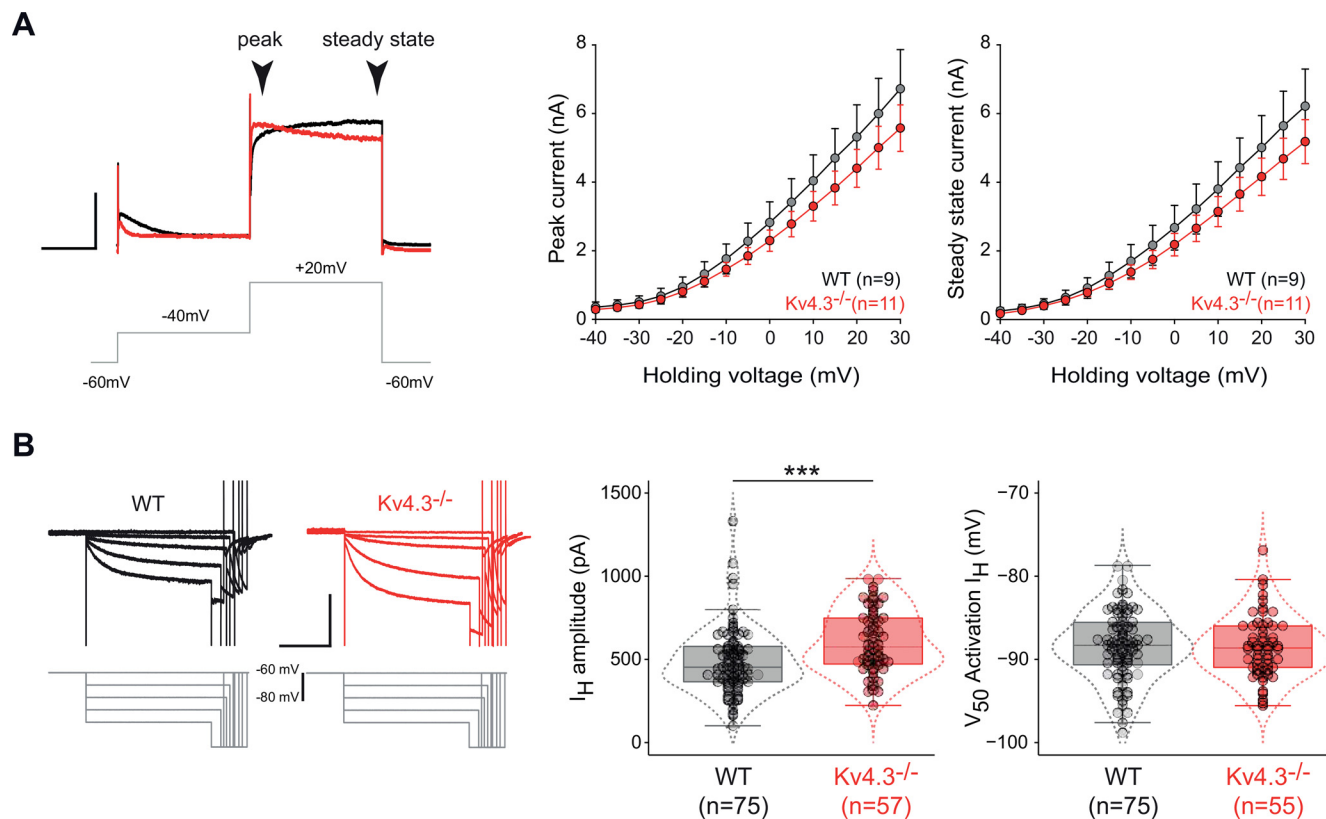 A
peak
steady state
+20mV
-40mV
-60mV
-60mV
Peak current (nA)
8
6
4
2
0
WT (n=9)
Kv4.3-/-(n=11)
-40 -30 -20 -10 0 10 20 30
Holding voltage (mV)
Steady state current (nA)
8
6
4
2
0
WT (n=9)
Kv4.3-/-(n=11)
-40 -30 -20 -10 0 10 20 30
Holding voltage (mV)
B
WT
Kv4.3-/-
-60 mV
-80 mV
***
IH amplitude (pA)
1500
1000
500
0
WT
(n=75)
Kv4.3-/-
(n=57)
V50 Activation IH (mV)
−70
−80
−90
−100
WT
(n=75)
Kv4.3-/-
(n=55)